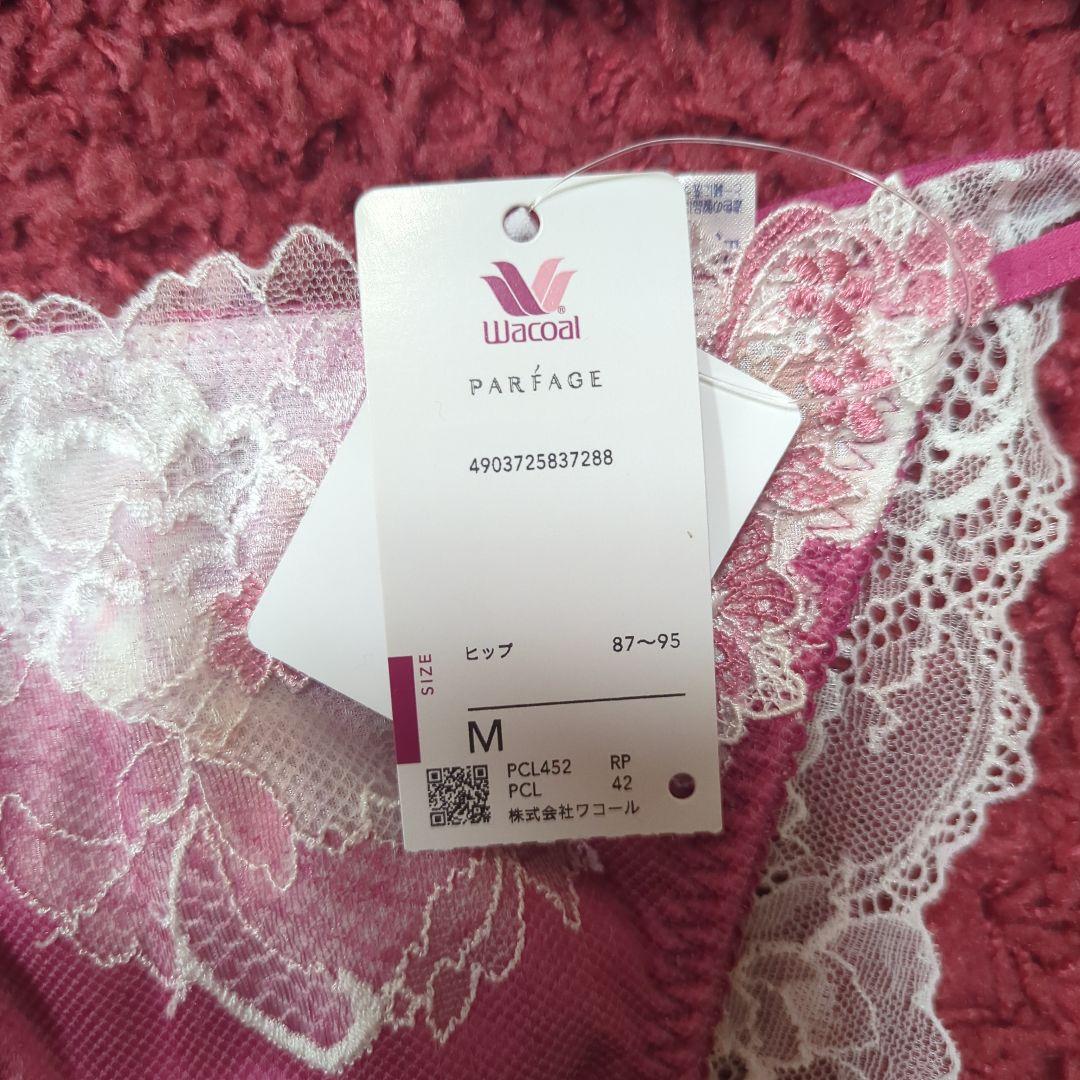 Wacoal®
PARFAGE
4903725837288
ヒップ 87〜95
SIZE
M
PCL452 RP
PCL 42
株式会社ワコール